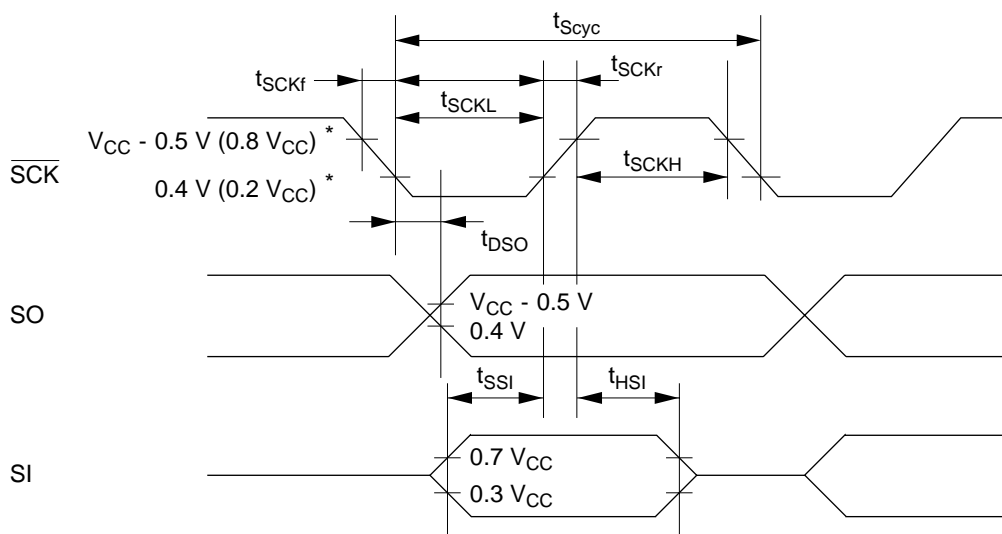 tScyc
tSCKf
tSCKr
tSCKL
VCC - 0.5 V (0.8 VCC) *
SCK
tSCKH
0.4 V (0.2 VCC) *
tDSO
SO
VCC - 0.5 V
0.4 V
tSSI
tHSI
SI
0.7 VCC
0.3 VCC